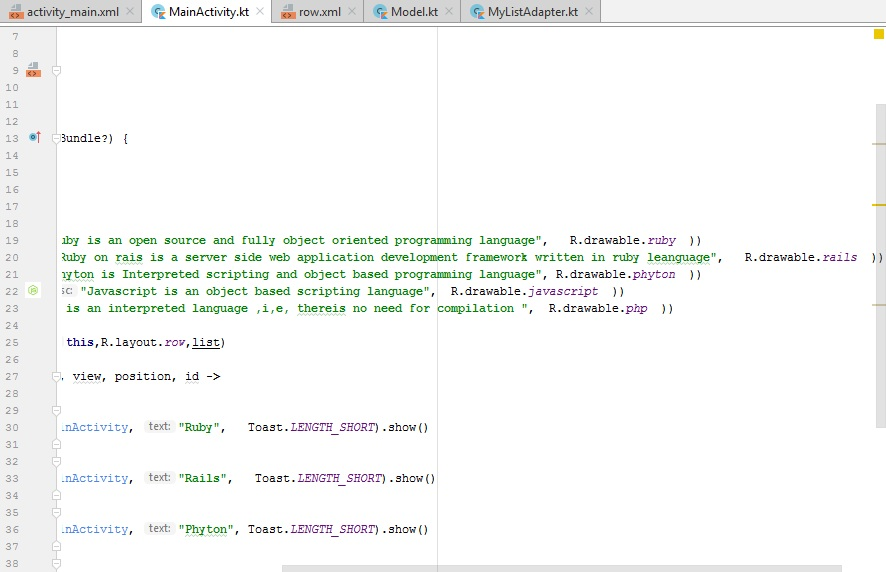 activity_main.xml MainActivity.kt row.xml Model.kt MyListAdapter.kt
7
8
9
10
11
12
13 Bundle?) {
14
15
16
17
18
19 uby is an open source and fully object oriented programming language", R.drawable.ruby ))
20 Ruby on rais is a server side web application development framework written in ruby leanguage", R.drawable.rails ))
21 hyton is Interpreted scripting and object based programming language", R.drawable.phyton ))
22 sc: "Javascript is an object based scripting language", R.drawable.javascript ))
23 is an interpreted language ,i,e, thereis no need for compilation ", R.drawable.php ))
24
25 this,R.layout.row,list)
26
27 , view, position, id ->
28
29
30 inActivity, text: "Ruby", Toast.LENGTH_SHORT).show()
31
32
33 inActivity, text: "Rails", Toast.LENGTH_SHORT).show()
34
35
36 inActivity, text: "Phyton", Toast.LENGTH_SHORT).show()
37
38